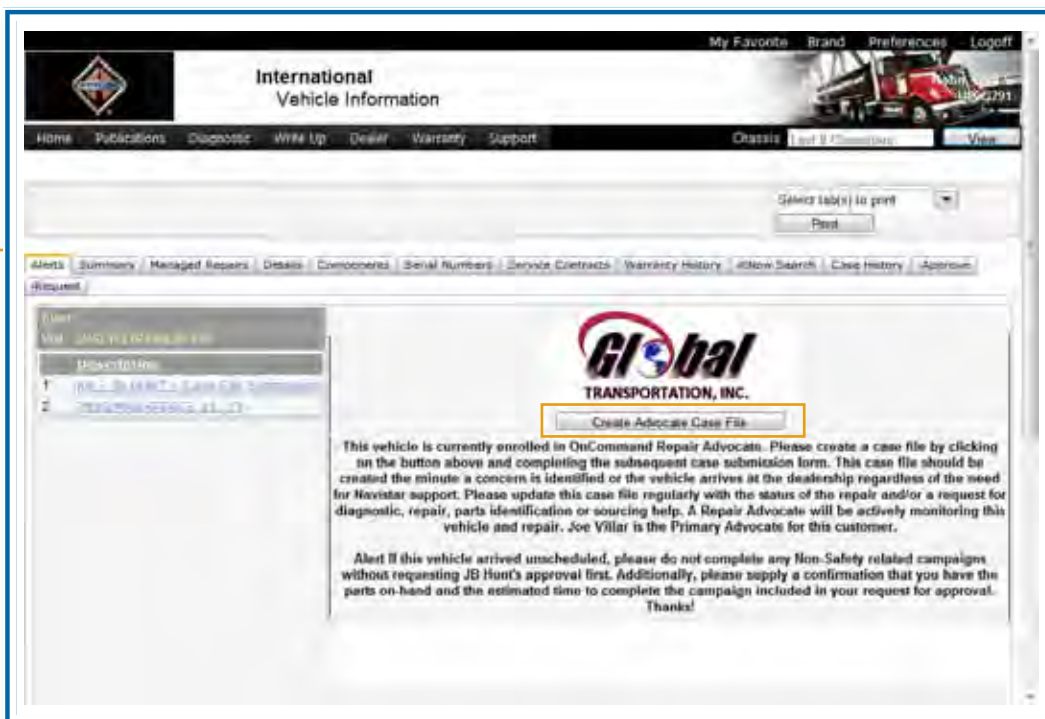 My Favorite Brand Preferences Logoff
International
Vehicle Information
Home Publications Diagnostic Write Up Dealer Warranty Support Chassis Last 8 Characters View
Select tab(s) to print
Print
Alerts Summary Managed Repairs Details Components Serial Numbers Service Contracts Warranty History iKNow Search Case History Approve
Request
Description
1
2
Global
TRANSPORTATION, INC.
Create Advocate Case File
This vehicle is currently enrolled in OnCommand Repair Advocate. Please create a case file by clicking
on the button above and completing the subsequent case submission form. This case file should be
created the minute a concern is identified or the vehicle arrives at the dealership regardless of the need
for Navistar support. Please update this case file regularly with the status of the repair and/or a request for
diagnostic, repair, parts identification or sourcing help. A Repair Advocate will be actively monitoring this
vehicle and repair. Joe Villar is the Primary Advocate for this customer.
Alert If this vehicle arrived unscheduled, please do not complete any Non-Safety related campaigns
without requesting JB Hunt's approval first. Additionally, please supply a confirmation that you have the
parts on-hand and the estimated time to complete the campaign included in your request for approval.
Thanks!